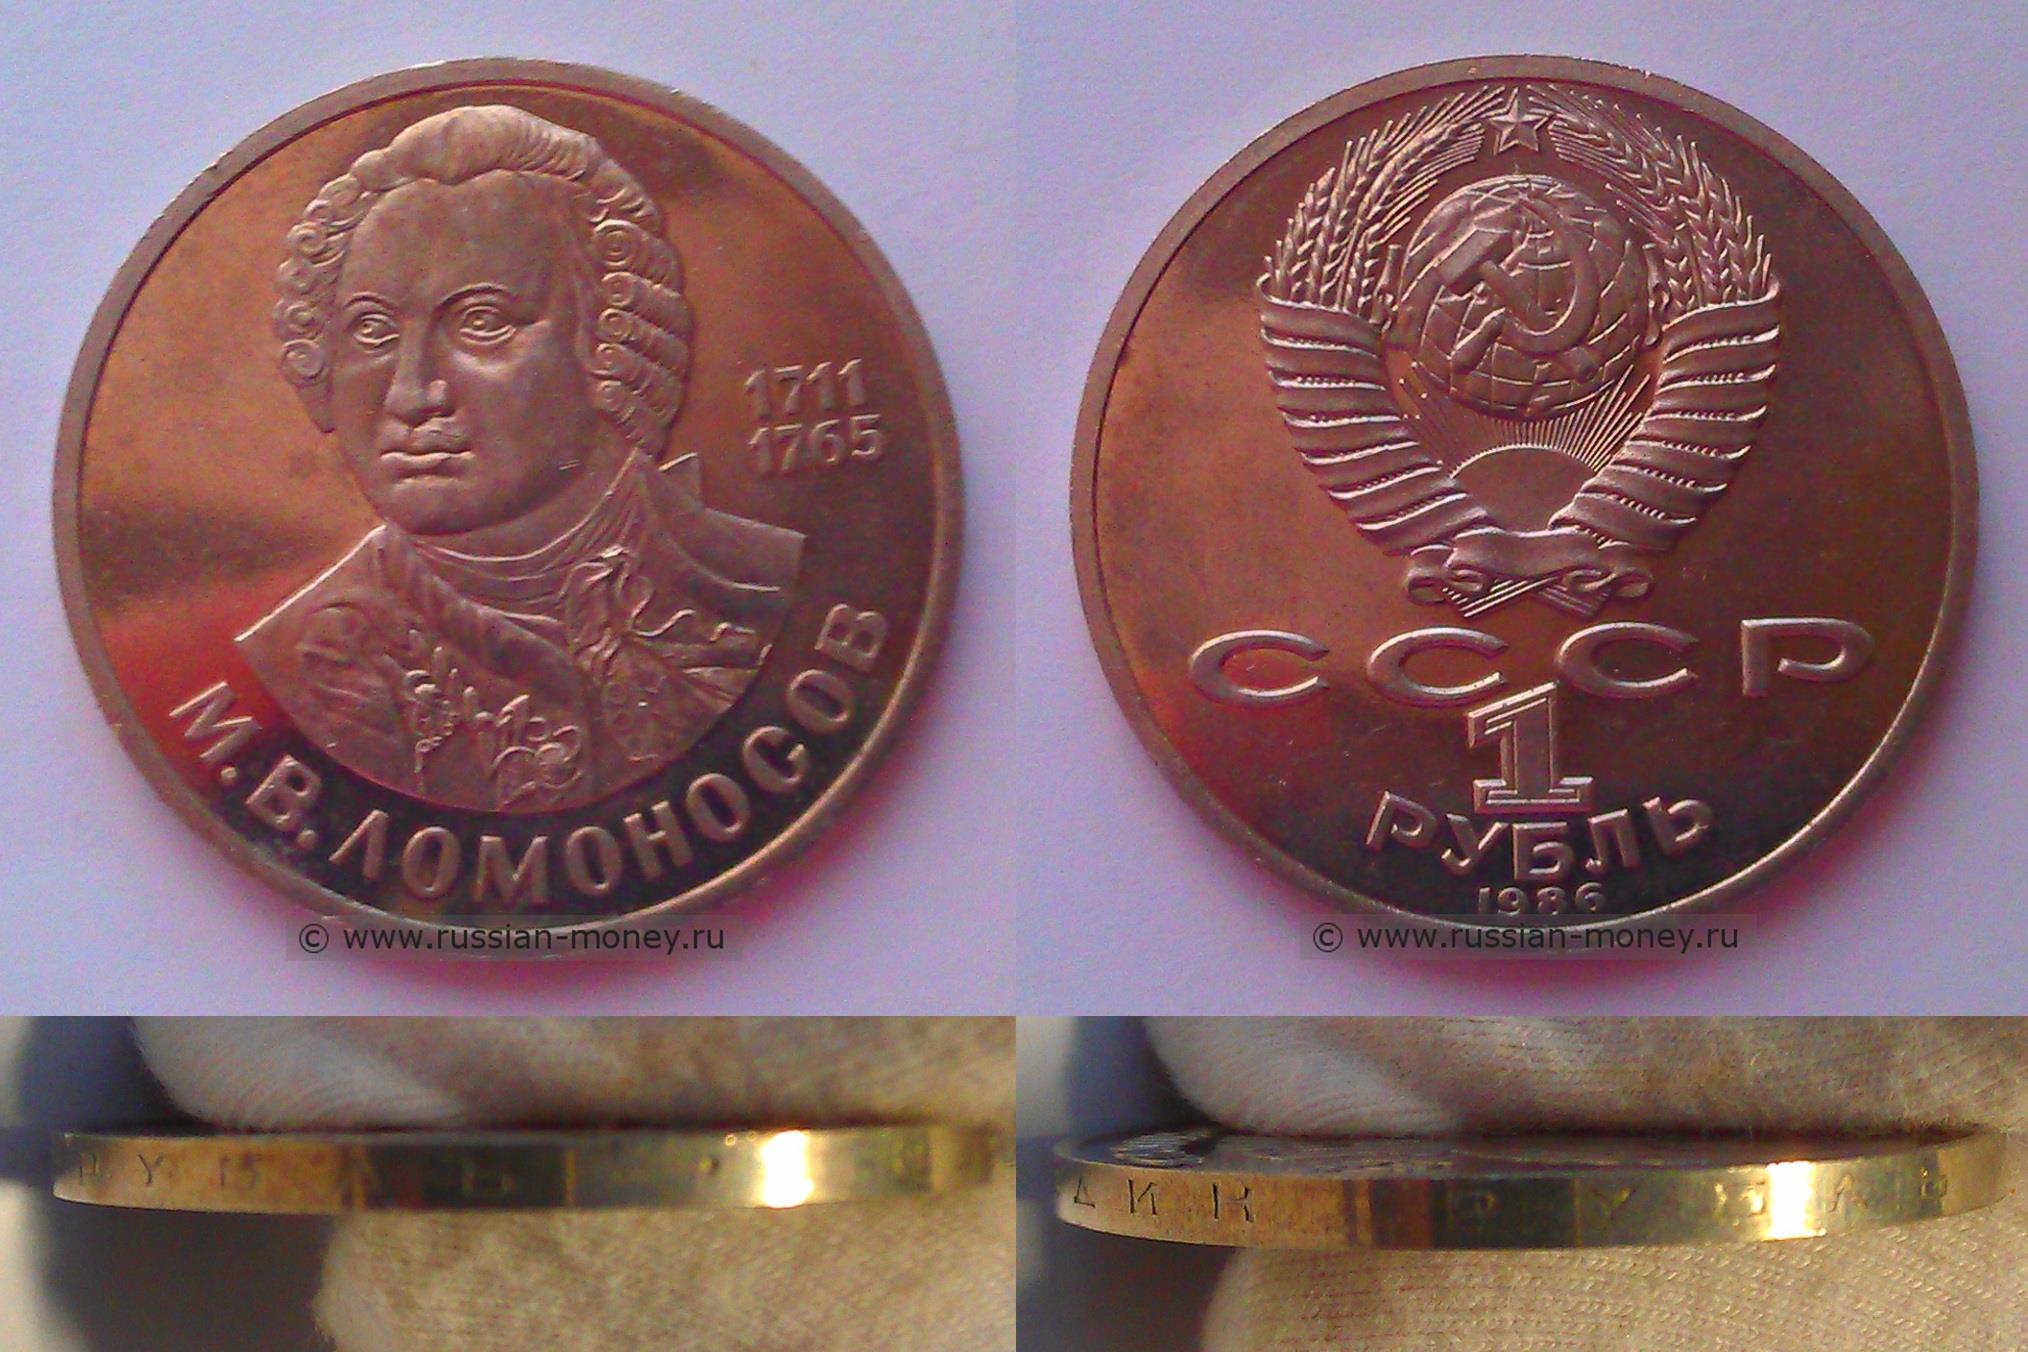 1711
1765
М. В. ЛОМОНОСОВ
© www.russian-money.ru
СССР
1
РУБЛЬ
1986
© www.russian-money.ru
РУБЛЬ •
ДИН РУБЛЬ